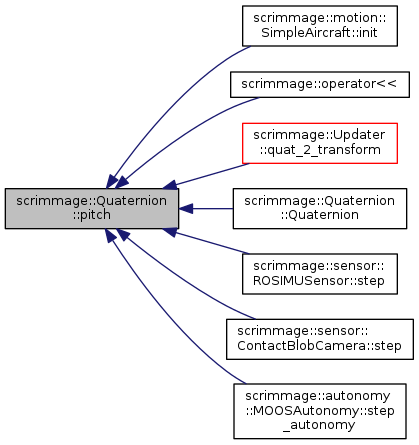 scrimmage::motion::
SimpleAircraft::init
scrimmage::operator<<
scrimmage::Updater
::quat_2_transform
scrimmage::Quaternion
::pitch
scrimmage::Quaternion
::Quaternion
scrimmage::sensor::
ROSIMUSensor::step
scrimmage::sensor::
ContactBlobCamera::step
scrimmage::autonomy
::MOOSAutonomy::step
_autonomy